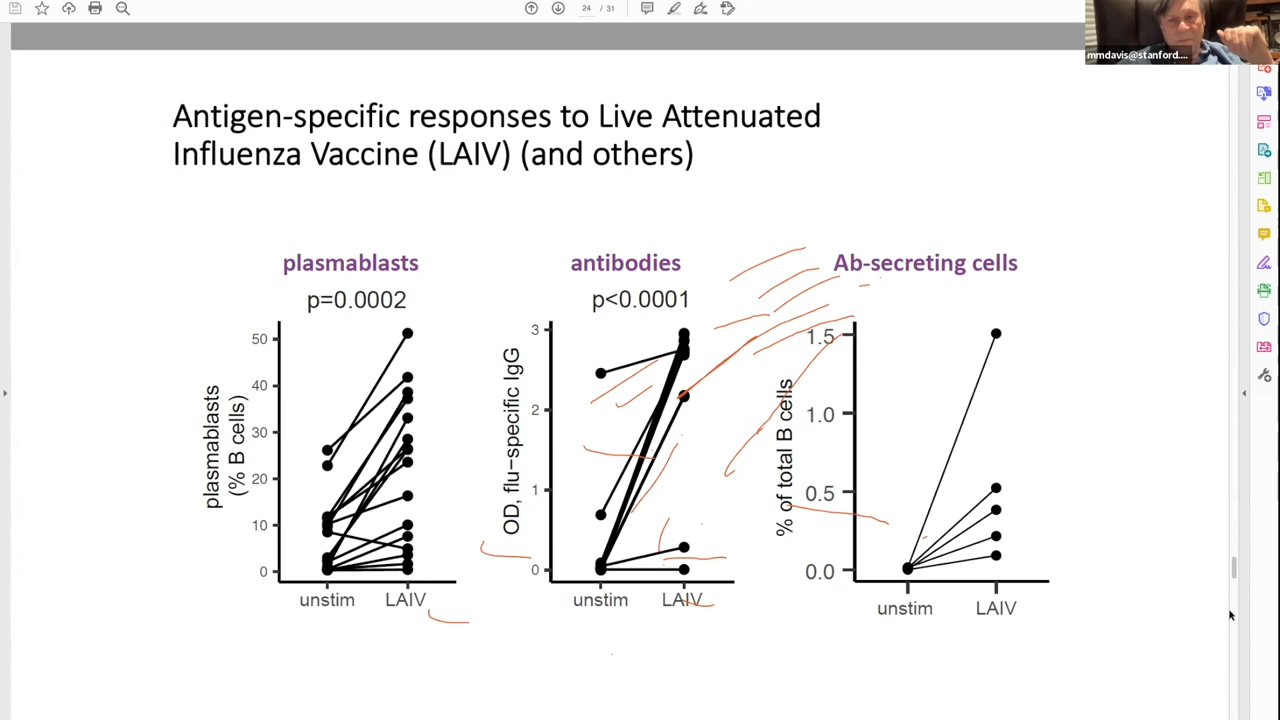 24 / 31
mmdavis@stanford....
Antigen-specific responses to Live Attenuated
Influenza Vaccine (LAIV) (and others)
plasmablasts
p=0.0002
plasmablasts
(% B cells)
50
40
30
20
10
0
unstim
LAIV
antibodies
p<0.0001
OD, flu−specific IgG
3
2
1
0
unstim
LAIV
Ab-secreting cells
% of total B cells
1.5
1.0
0.5
0.0
unstim
LAIV